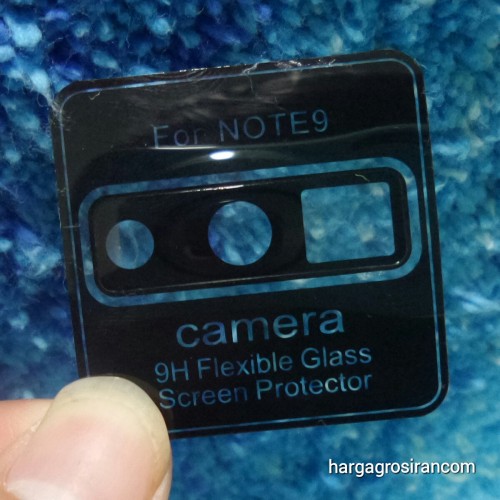 For NOTE9
camera
9H Flexible Glass
Screen Protector
hargagrosirancom